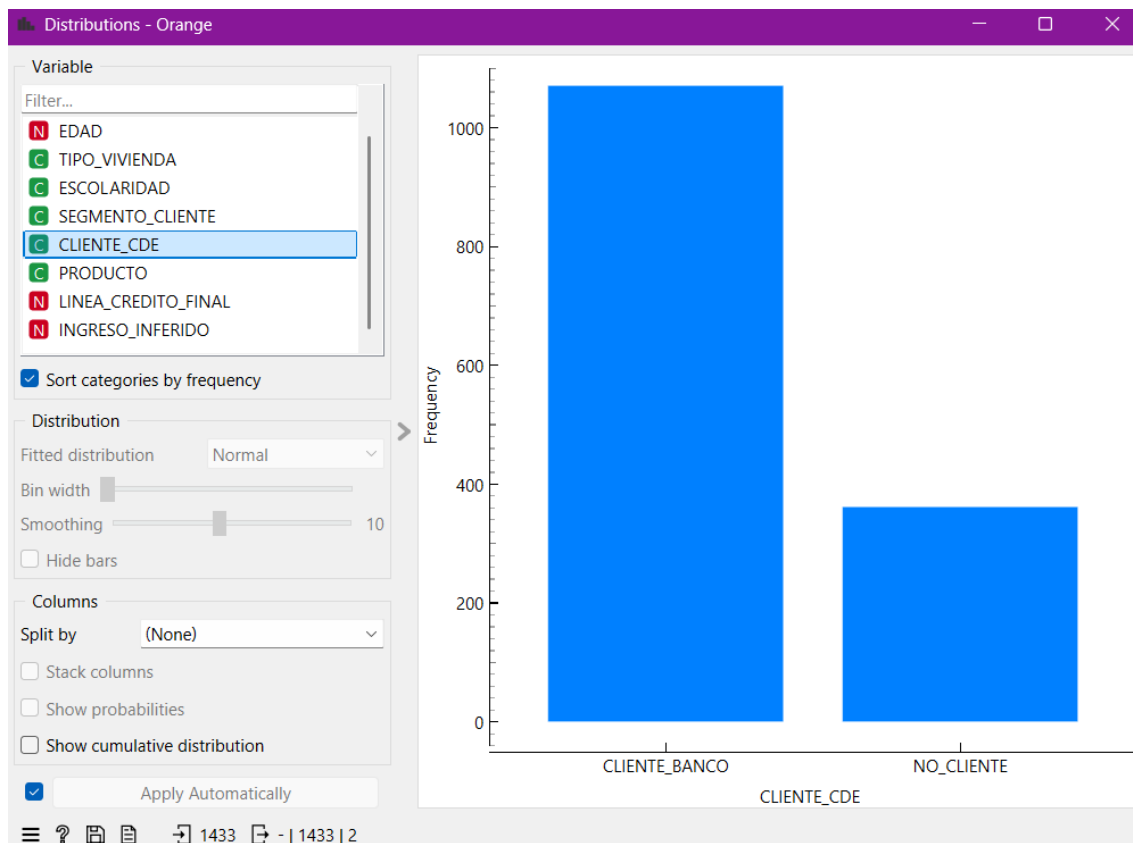 Distributions - Orange
Variable
Filter...
N EDAD
C TIPO_VIVIENDA
C ESCOLARIDAD
C SEGMENTO_CLIENTE
C CLIENTE_CDE
C PRODUCTO
N LINEA_CREDITO_FINAL
N INGRESO_INFERIDO
Sort categories by frequency
Distribution
Fitted distribution Normal
Bin width
Smoothing 10
Hide bars
Columns
Split by (None)
Stack columns
Show probabilities
Show cumulative distribution
Apply Automatically
? 1433 - | 1433 | 2
Frequency
1000
800
600
400
200
0
CLIENTE_BANCO NO_CLIENTE
CLIENTE_CDE